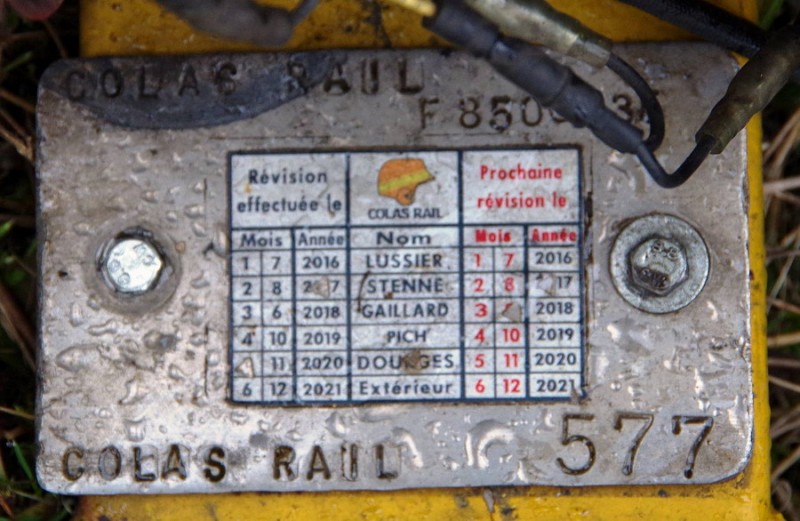 COLAS RAIL
F 850
Révision effectuée le
COLAS RAIL
Prochaine révision le
Mois Année Nom Mois Année
1 7 2016 LUSSIER 1 7 2016
2 8 STENNE 2 8
3 6 2018 GAILLARD 3 2018
4 10 2019 PICH 4 10 2019
11 2020 5 11 2020
6 12 2021 Extérieur 6 12 2021
COLAS RAIL 577